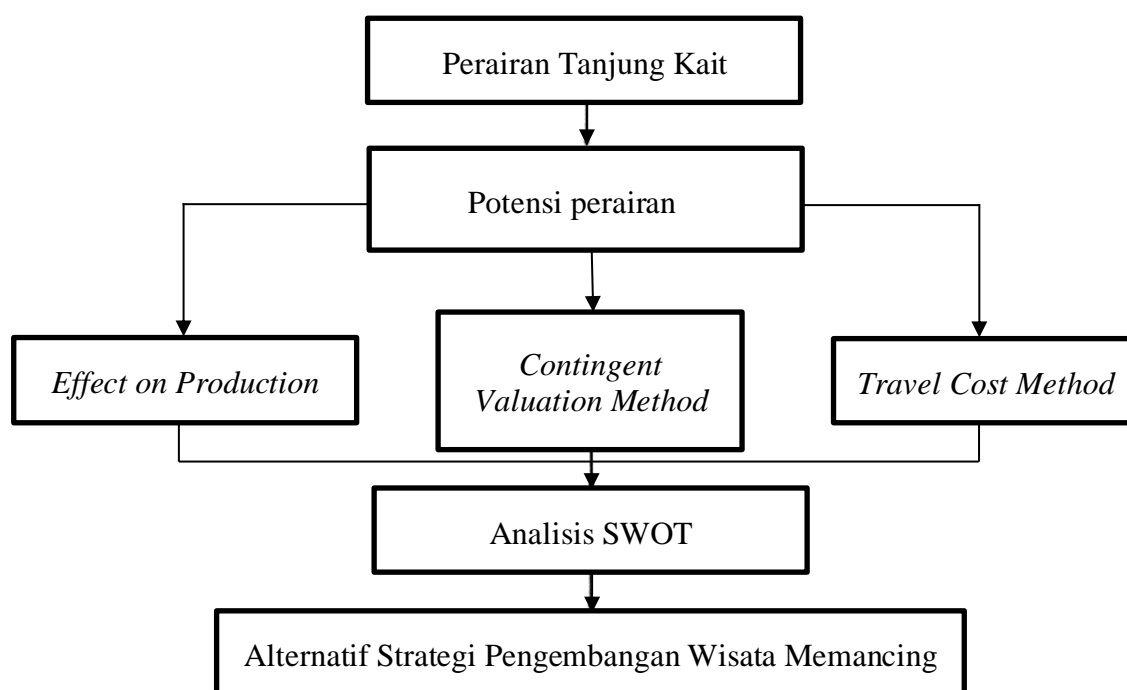 Perairan Tanjung Kait
Potensi perairan
Effect on Production
Contingent
Valuation Method
Travel Cost Method
Analisis SWOT
Alternatif Strategi Pengembangan Wisata Memancing